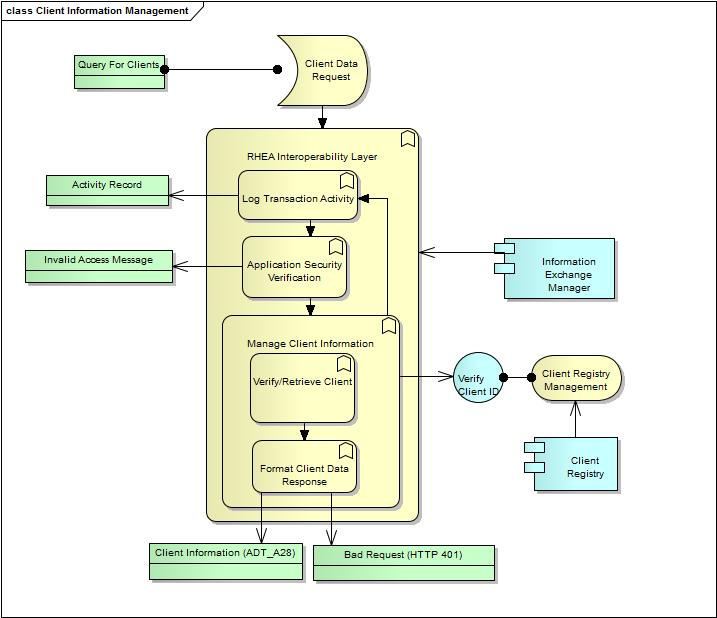 class Client Information Management
Query For Clients
Client Data
Request
RHEA Interoperability Layer
Activity Record
Log Transaction Activity
Invalid Access Message
Application Security
Verification
Information
Exchange
Manager
Manage Client Information
Verify/Retrieve Client
Verify
Client ID
Client Registry
Management
Format Client Data
Response
Client
Registry
Client Information (ADT_A28)
Bad Request (HTTP 401)